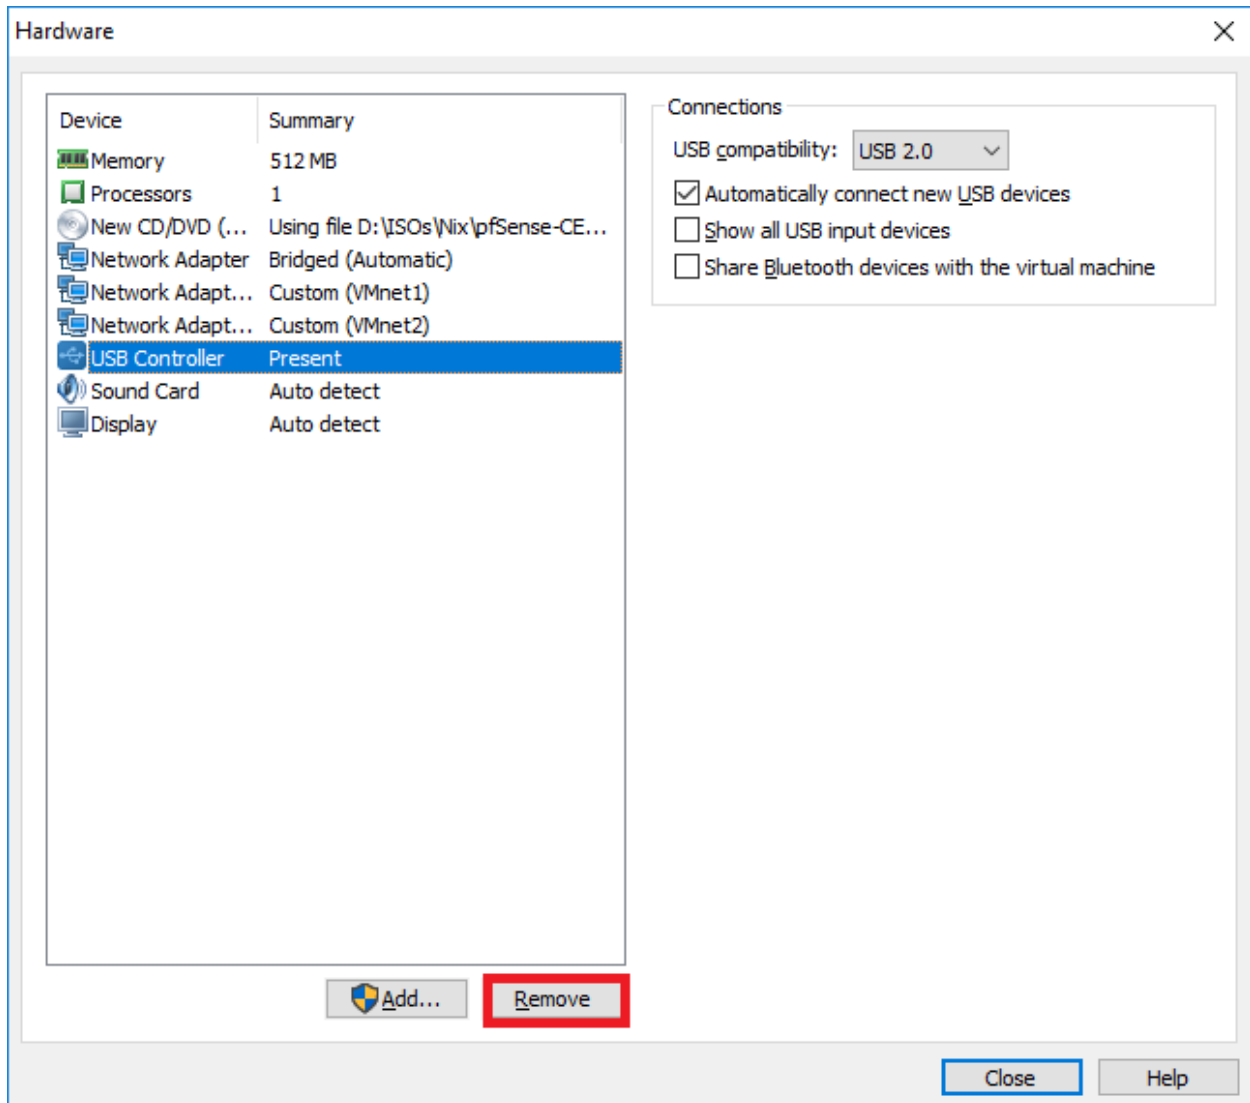 Hardware
Device Summary
Memory 512 MB
Processors 1
New CD/DVD (... Using file D:\ISOs\Nix\pfSense-CE...
Network Adapter Bridged (Automatic)
Network Adapt... Custom (VMnet1)
Network Adapt... Custom (VMnet2)
USB Controller Present
Sound Card Auto detect
Display Auto detect
Add... Remove
Connections
USB compatibility: USB 2.0
Automatically connect new USB devices
Show all USB input devices
Share Bluetooth devices with the virtual machine
Close Help